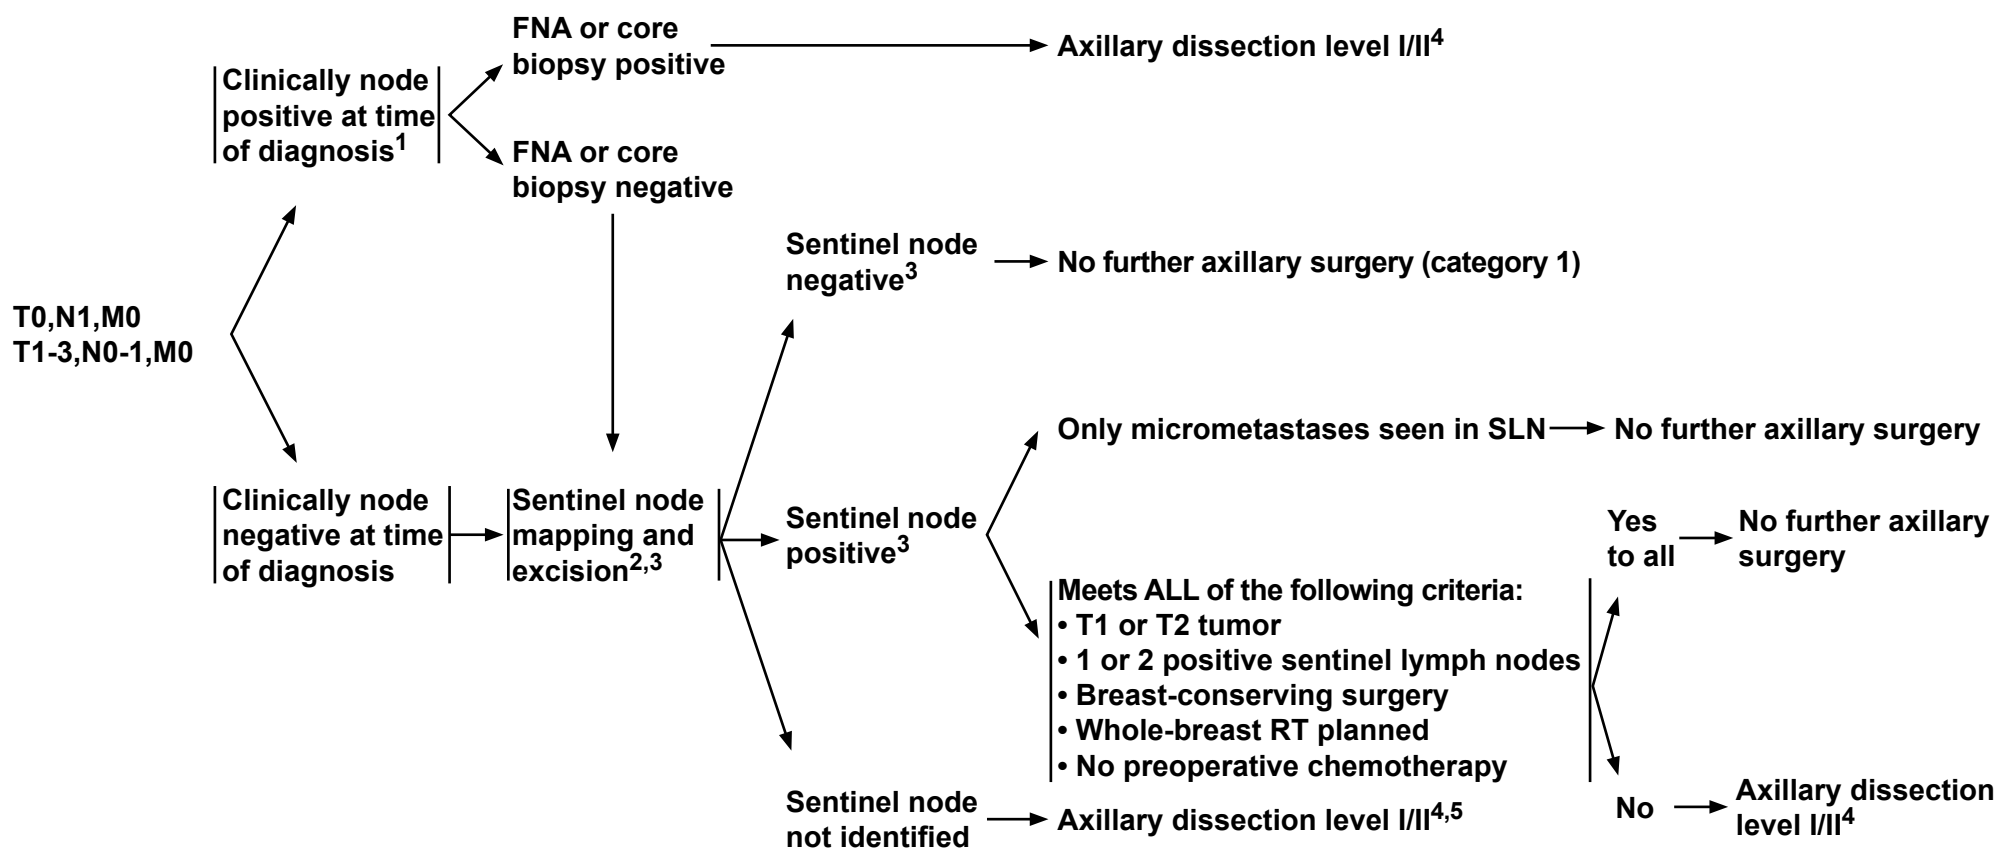 FNA or core
biopsy positive
Axillary dissection level I/II4
Clinically node
positive at time
of diagnosis1
FNA or core
biopsy negative
Sentinel node
negative3
No further axillary surgery (category 1)
T0,N1,M0
T1-3,N0-1,M0
Only micrometastases seen in SLN
No further axillary surgery
Clinically node
negative at time
of diagnosis
Sentinel node
mapping and
excision2,3
Sentinel node
positive3
Yes
to all
No further axillary
surgery
Meets ALL of the following criteria:
• T1 or T2 tumor
• 1 or 2 positive sentinel lymph nodes
• Breast-conserving surgery
• Whole-breast RT planned
• No preoperative chemotherapy
Sentinel node
not identified
Axillary dissection level I/II4,5
No
Axillary dissection
level I/II4